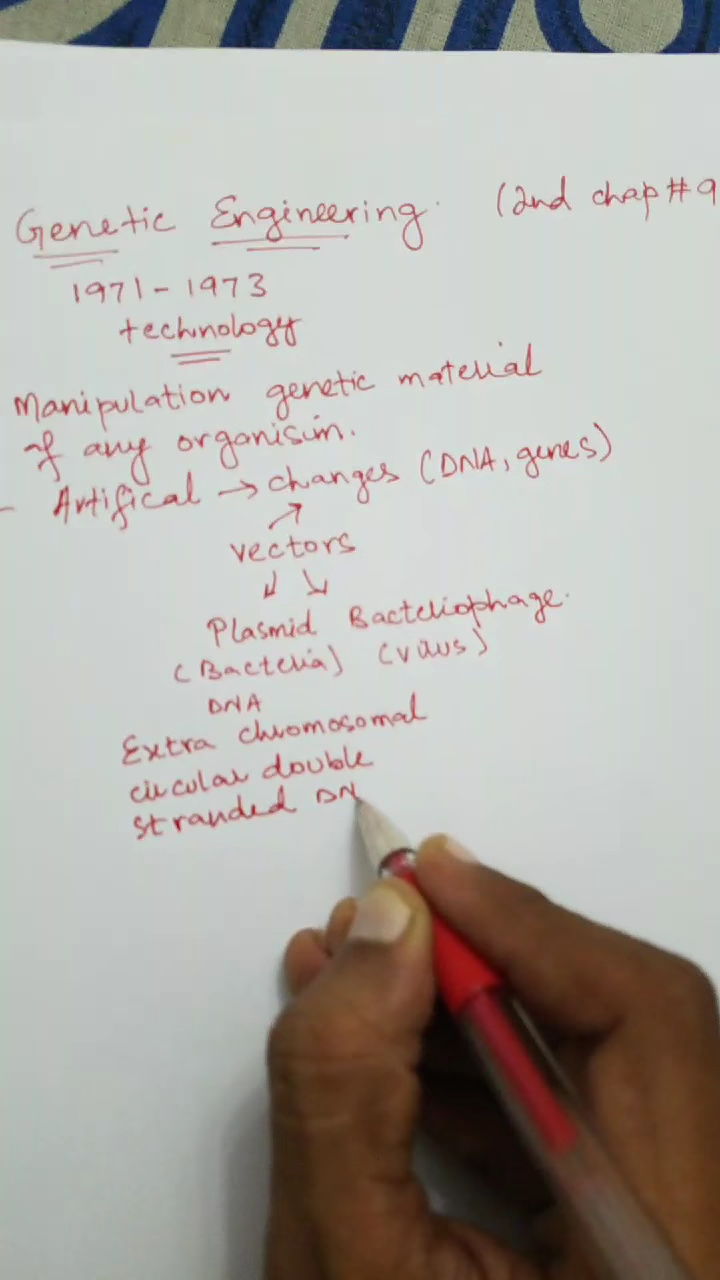 Genetic Engineering. (2nd chap # 9
1971 - 1973
technology
Manipulation genetic material
of any organisim.
- Artifical → changes (DNA, genes)
vectors
Plasmid Bacteriophage.
(Bacteria) (virus)
DNA
Extra chromosomal
circular double
stranded DN